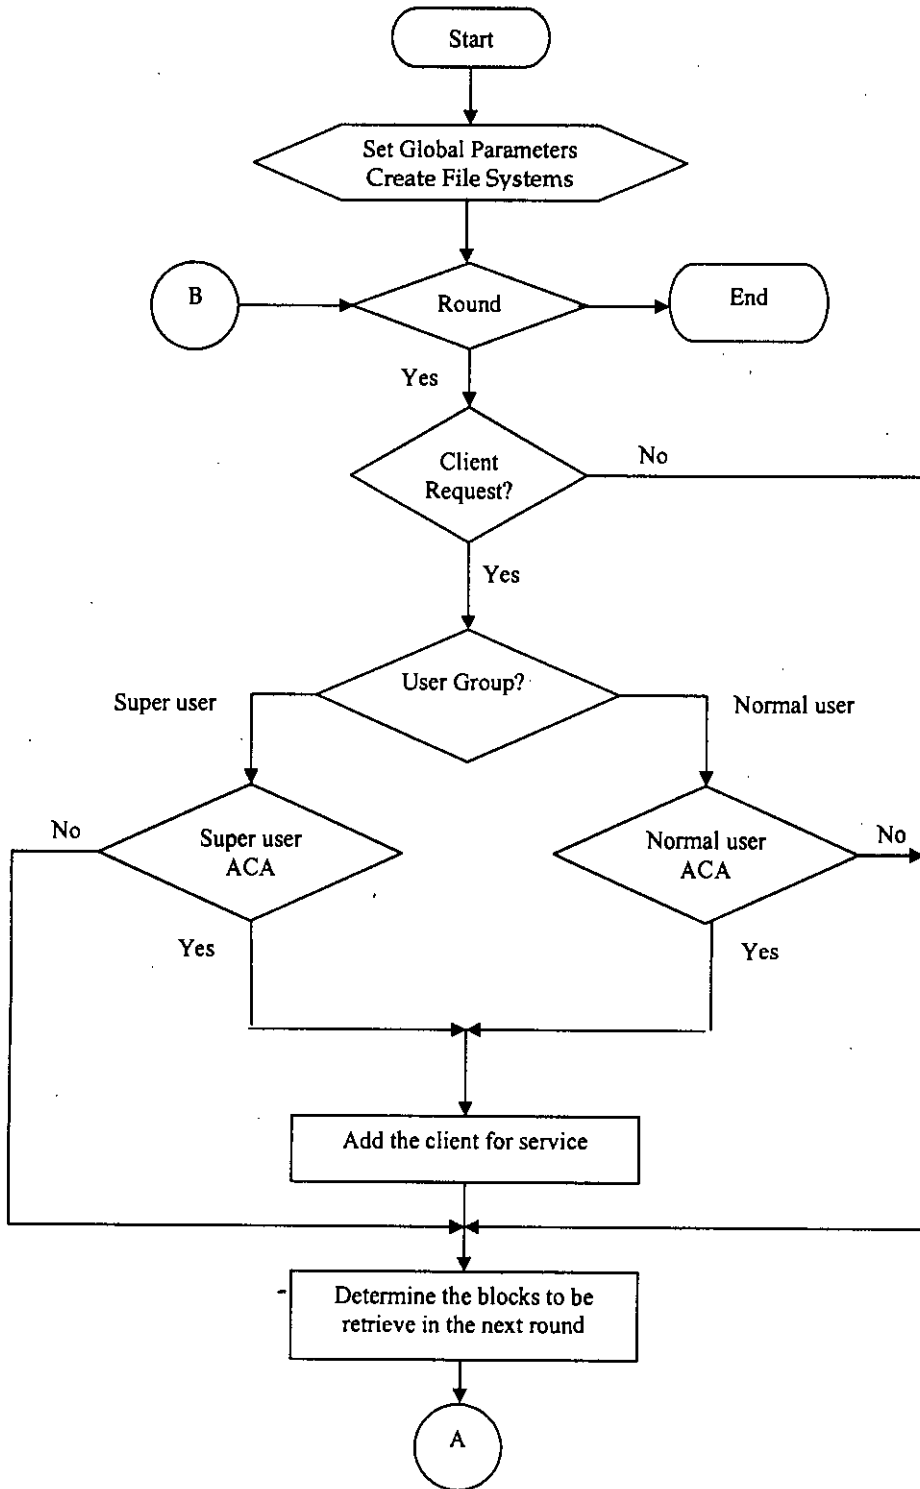 Start
Set Global Parameters
Create File Systems
B
Round
End
Yes
Client
Request?
No
Yes
User Group?
Super user
Normal user
No
Super user
ACA
Normal user
ACA
No
Yes
Yes
Add the client for service
Determine the blocks to be
retrieve in the next round
A